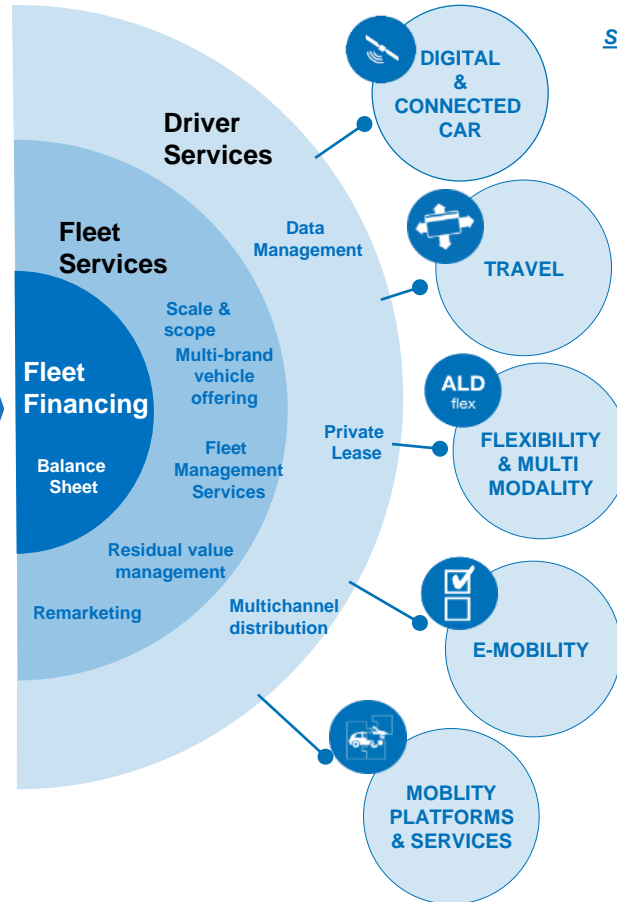 S
DIGITAL
&
CONNECTED
CAR
Driver
Services
Data
Management
TRAVEL
Fleet
Services
Scale &
scope
Multi-brand
vehicle
offering
Fleet
Financing
Balance
Sheet
ALD
flex
Private
Lease
FLEXIBILITY
& MULTI
MODALITY
Fleet
Management
Services
Residual value
management
Remarketing
Multichannel
distribution
E-MOBILITY
MOBLITY
PLATFORMS
& SERVICES